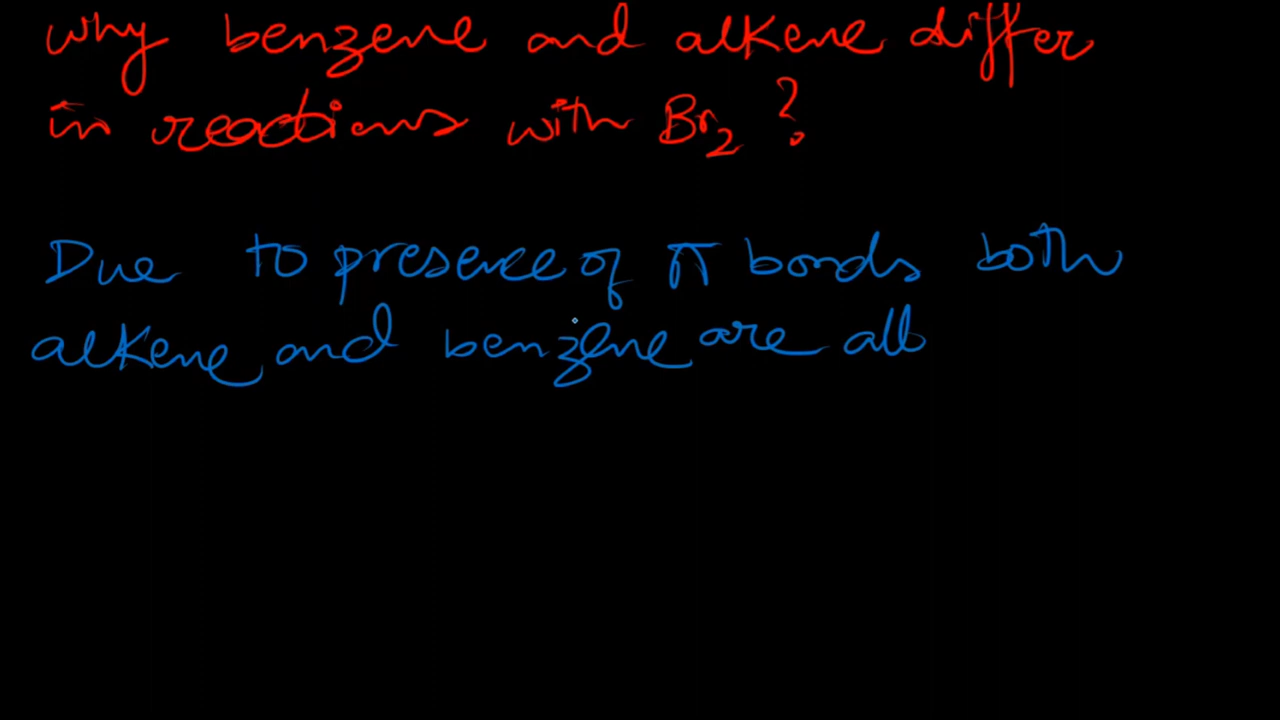 why benzene and alkene differ
in reactions with Br₂ ?
Due to presence of π bonds both
alkene and benzene are all